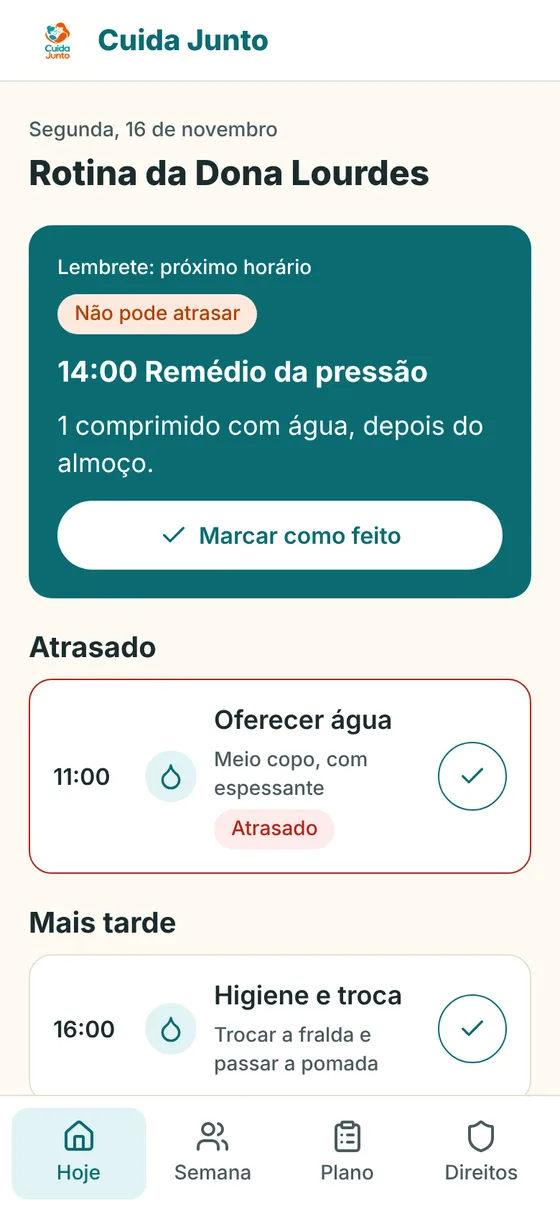 Cuida
Junto
Cuida Junto
Segunda, 16 de novembro
Rotina da Dona Lourdes
Lembrete: próximo horário
Não pode atrasar
14:00 Remédio da pressão
1 comprimido com água, depois do
almoço.
Marcar como feito
Atrasado
11:00
Oferecer água
Meio copo, com
espessante
Atrasado
Mais tarde
16:00
Higiene e troca
Trocar a fralda e
passar a pomada
Hoje
Semana
Plano
Direitos